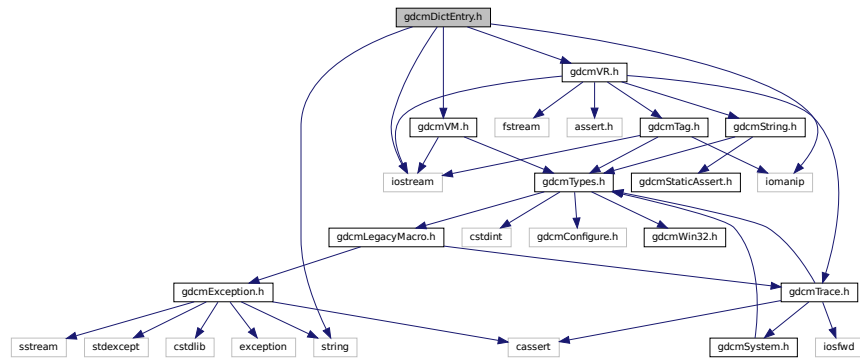 gdcmDictEntry.h
gdcmVR.h
gdcmVM.h
fstream
assert.h
gdcmTag.h
gdcmString.h
iostream
gdcmTypes.h
gdcmStaticAssert.h
iomanip
gdcmLegacyMacro.h
cstdint
gdcmConfigure.h
gdcmWin32.h
gdcmException.h
gdcmTrace.h
sstream
stdexcept
cstdlib
exception
string
cassert
gdcmSystem.h
iosfwd